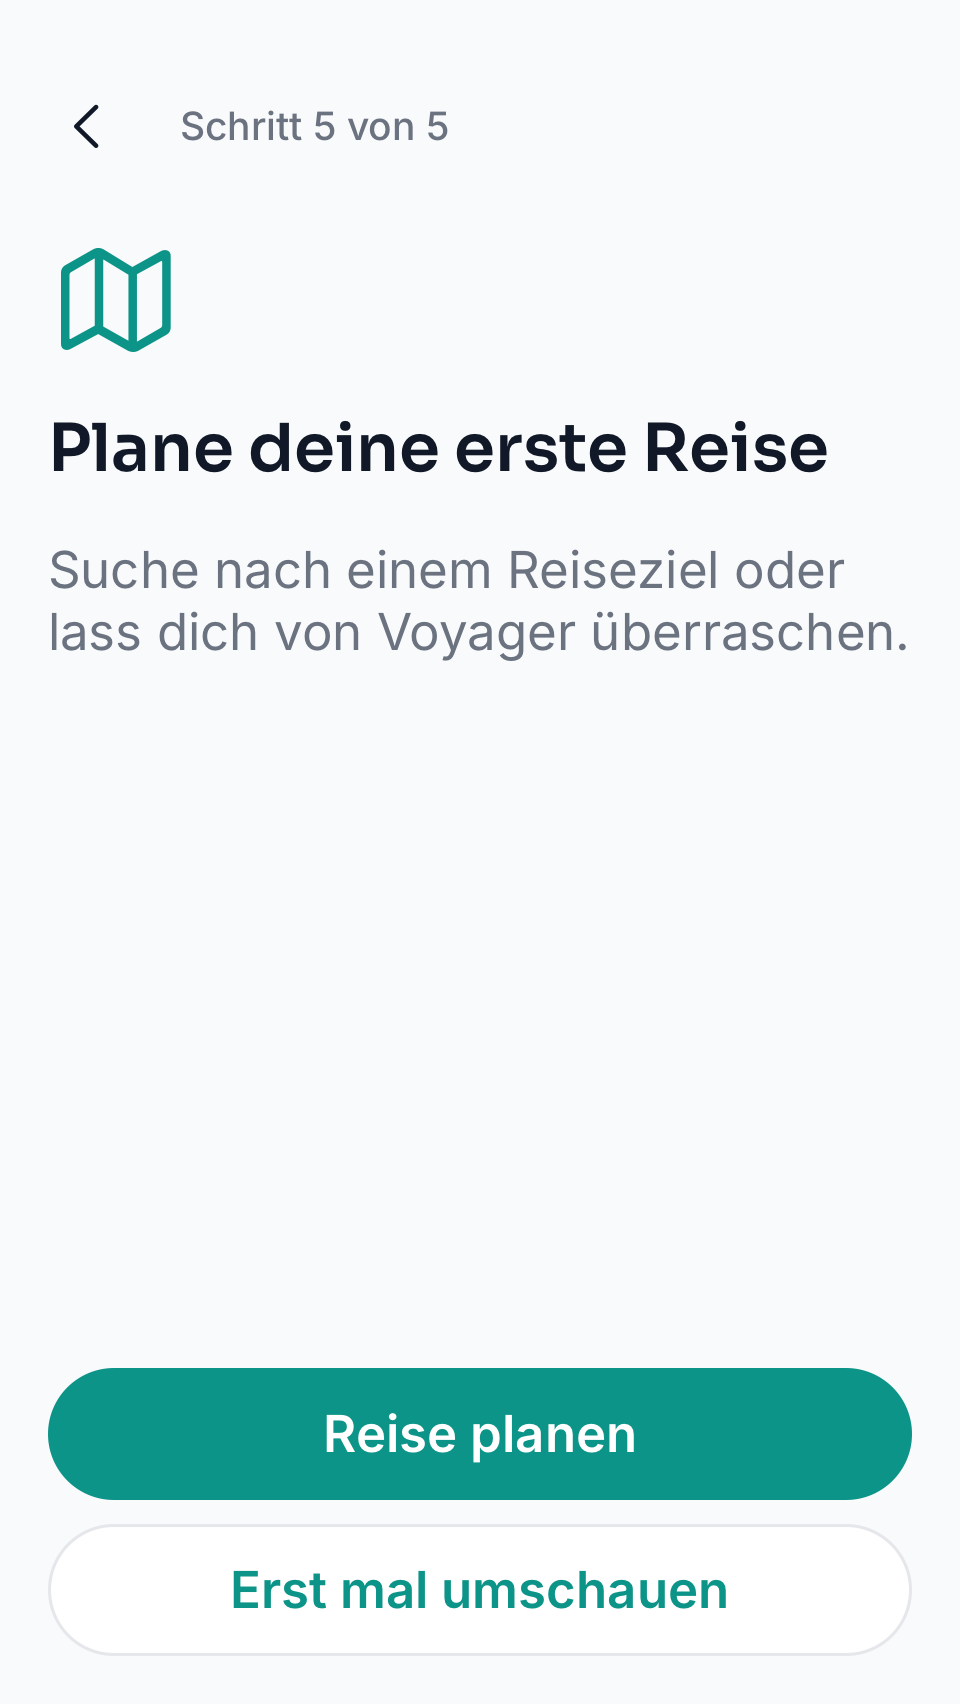 Schritt 5 von 5
Plane deine erste Reise
Suche nach einem Reiseziel oder
lass dich von Voyager überraschen.
Reise planen
Erst mal umschauen